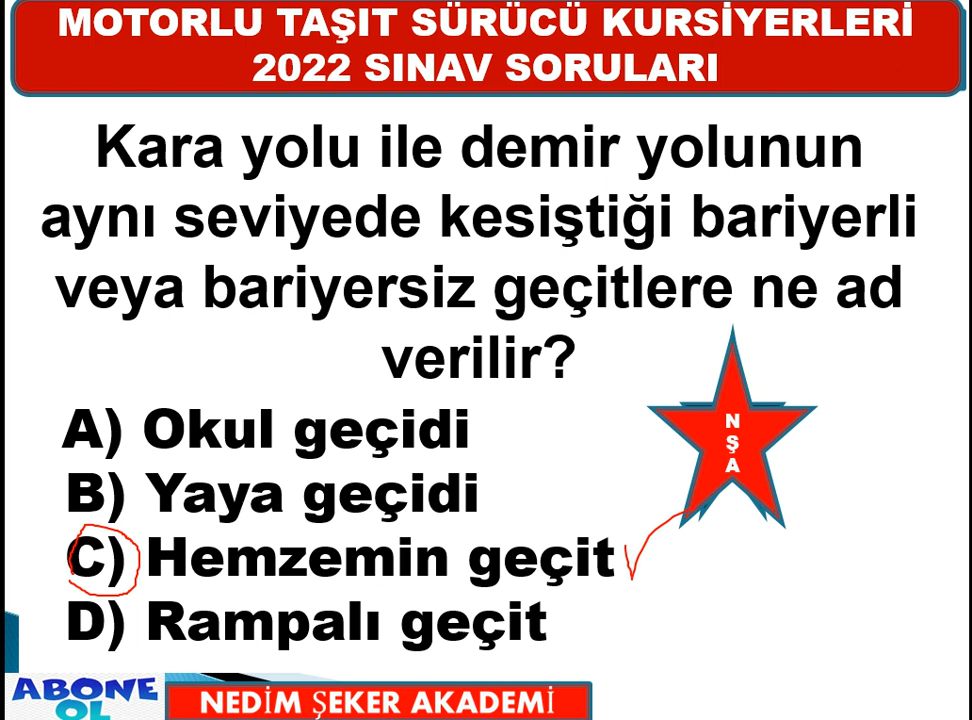 MOTORLU TAŞIT SÜRÜCÜ KURSİYERLERİ
2022 SINAV SORULARI
Kara yolu ile demir yolunun
aynı seviyede kesiştiği bariyerli
veya bariyersiz geçitlere ne ad
verilir?
A) Okul geçidi
B) Yaya geçidi
C) Hemzemin geçit
D) Rampalı geçit
N
Ş
A
ABONE
OL
NEDİM ŞEKER AKADEMİ